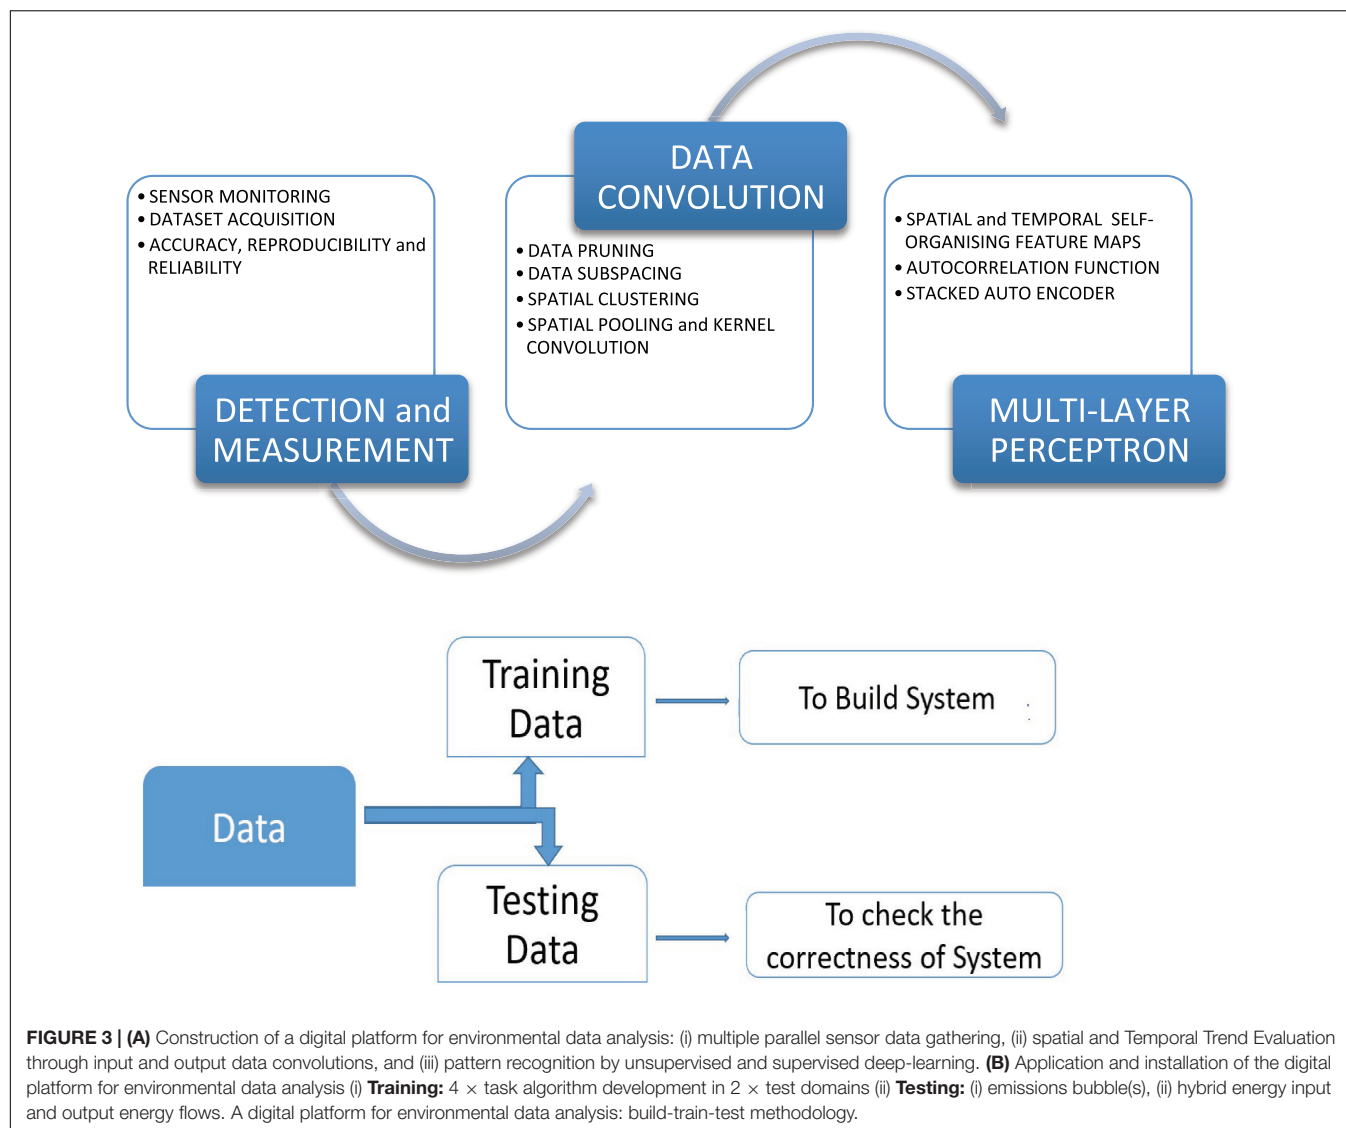 • SENSOR MONITORING
• DATASET ACQUISITION
• ACCURACY, REPRODUCIBILITY and
RELIABILITY
DETECTION and
MEASUREMENT
DATA
CONVOLUTION
• DATA PRUNING
• DATA SUBSPACING
• SPATIAL CLUSTERING
• SPATIAL POOLING and KERNEL
CONVOLUTION
• SPATIAL and TEMPORAL SELF-
ORGANISING FEATURE MAPS
• AUTOCORRELATION FUNCTION
• STACKED AUTO ENCODER
MULTI-LAYER
PERCEPTRON
Data
Training
Data
To Build System
Testing
Data
To check the
correctness of System
FIGURE 3 | (A) Construction of a digital platform for environmental data analysis: (i) multiple parallel sensor data gathering, (ii) spatial and Temporal Trend Evaluation
through input and output data convolutions, and (iii) pattern recognition by unsupervised and supervised deep-learning. (B) Application and installation of the digital
platform for environmental data analysis (i) Training: 4 × task algorithm development in 2 × test domains (ii) Testing: (i) emissions bubble(s), (ii) hybrid energy input
and output energy flows. A digital platform for environmental data analysis: build-train-test methodology.